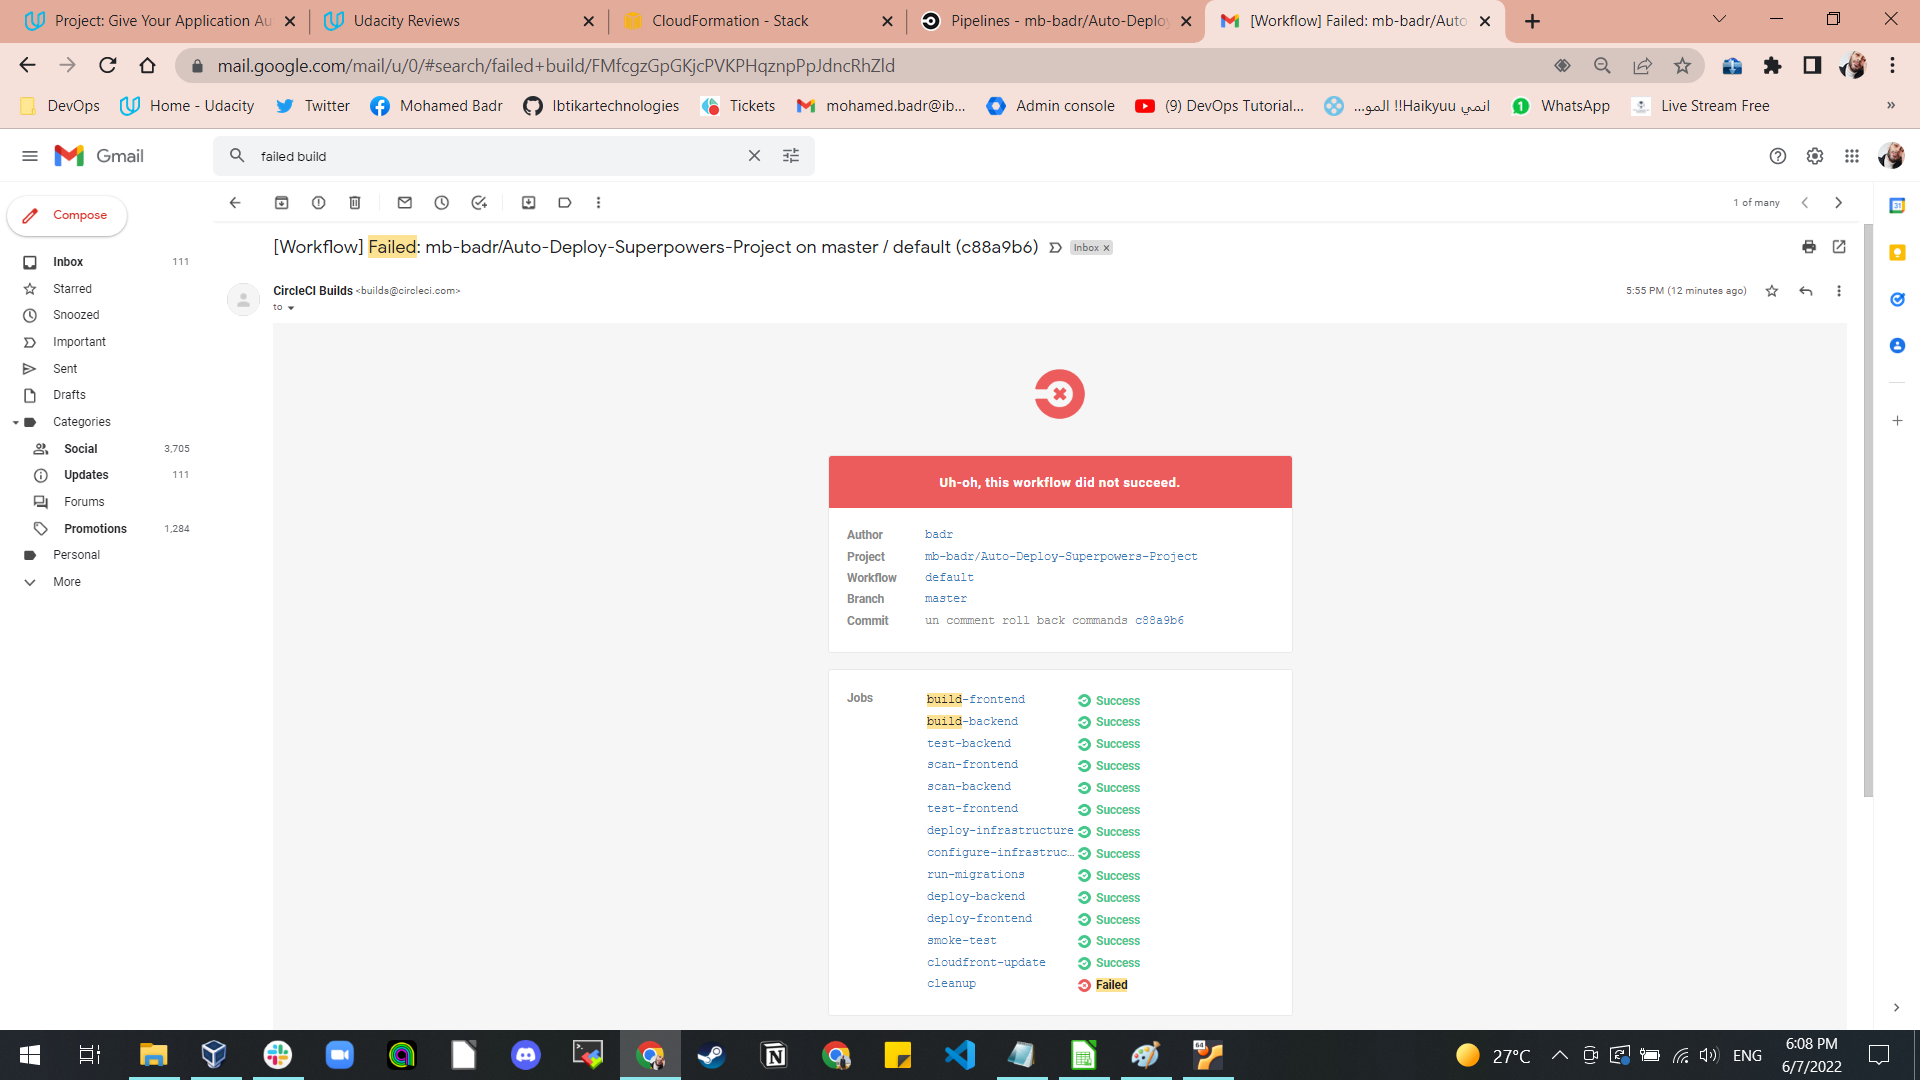 Project: Give Your Application Au
Udacity Reviews
CloudFormation - Stack
Pipelines - mb-badr/Auto-Deploy
[Workflow] Failed: mb-badr/Auto
mail.google.com/mail/u/0/#search/failed+build/FMfcgzGpGKjcPVKPHqznpPpJdncRhZld
DevOps
Home - Udacity
Twitter
Mohamed Badr
Ibtikartechnologies
Tickets
mohamed.badr@ib...
Admin console
(9) DevOps Tutorial...
انمي Haikyuu!! المو...
WhatsApp
Live Stream Free
»
Gmail
failed build
Compose
1 of many
[Workflow] Failed: mb-badr/Auto-Deploy-Superpowers-Project on master / default (c88a9b6)
Inbox ×
CircleCI Builds <builds@circleci.com>
5:55 PM (12 minutes ago)
to
Inbox 111
Starred
Snoozed
Important
Sent
Drafts
Categories
Social 3,705
Updates 111
Forums
Promotions 1,284
Personal
More
31
Uh-oh, this workflow did not succeed.
Author badr
Project mb-badr/Auto-Deploy-Superpowers-Project
Workflow default
Branch master
Commit un comment roll back commands c88a9b6
Jobs
build-frontend Success
build-backend Success
test-backend Success
scan-frontend Success
scan-backend Success
test-frontend Success
deploy-infrastructure Success
configure-infrastruc... Success
run-migrations Success
deploy-backend Success
deploy-frontend Success
smoke-test Success
cloudfront-update Success
cleanup Failed
64
27°C
ENG
6:08 PM
6/7/2022